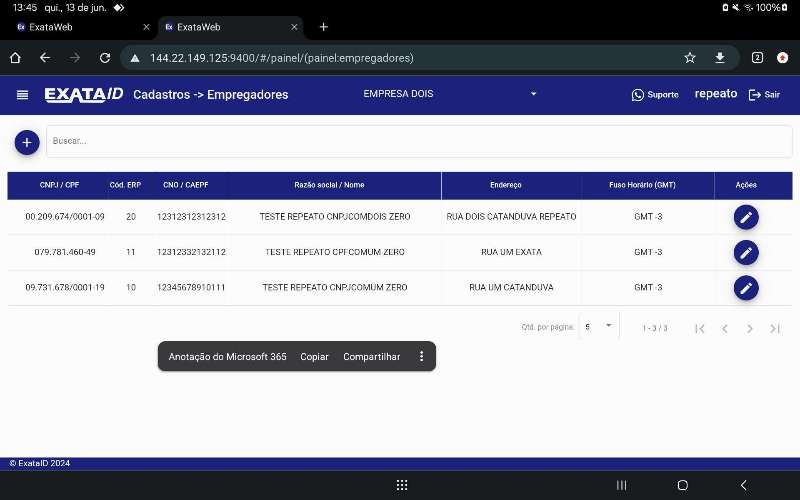 13:45 qui., 13 de jun.
100%
ExataWeb
ExataWeb
144.22.149.125:9400/#/painel/(painel:empregadores)
2
EXATAID
Cadastros -> Empregadores
EMPRESA DOIS
Suporte
repeato
Sair
Buscar...
CNPJ / CPF Cód. ERP CNO / CAEPF Razão social / Nome Endereço Fuso Horário (GMT) Ações
00.209.674/0001-09 20 12312312312312 TESTE REPEATO CNPJCOMDOIS ZERO RUA DOIS CATANDUVA REPEATO GMT -3
079.781.460-49 11 12312332132112 TESTE REPEATO CPFCOMUM ZERO RUA UM EXATA GMT -3
09.731.678/0001-19 10 12345678910111 TESTE REPEATO CNPJCOMUM ZERO RUA UM CATANDUVA GMT -3
Qtd. por página: 5 1 - 3 / 3
Anotação do Microsoft 365 Copiar Compartilhar
© ExataID 2024